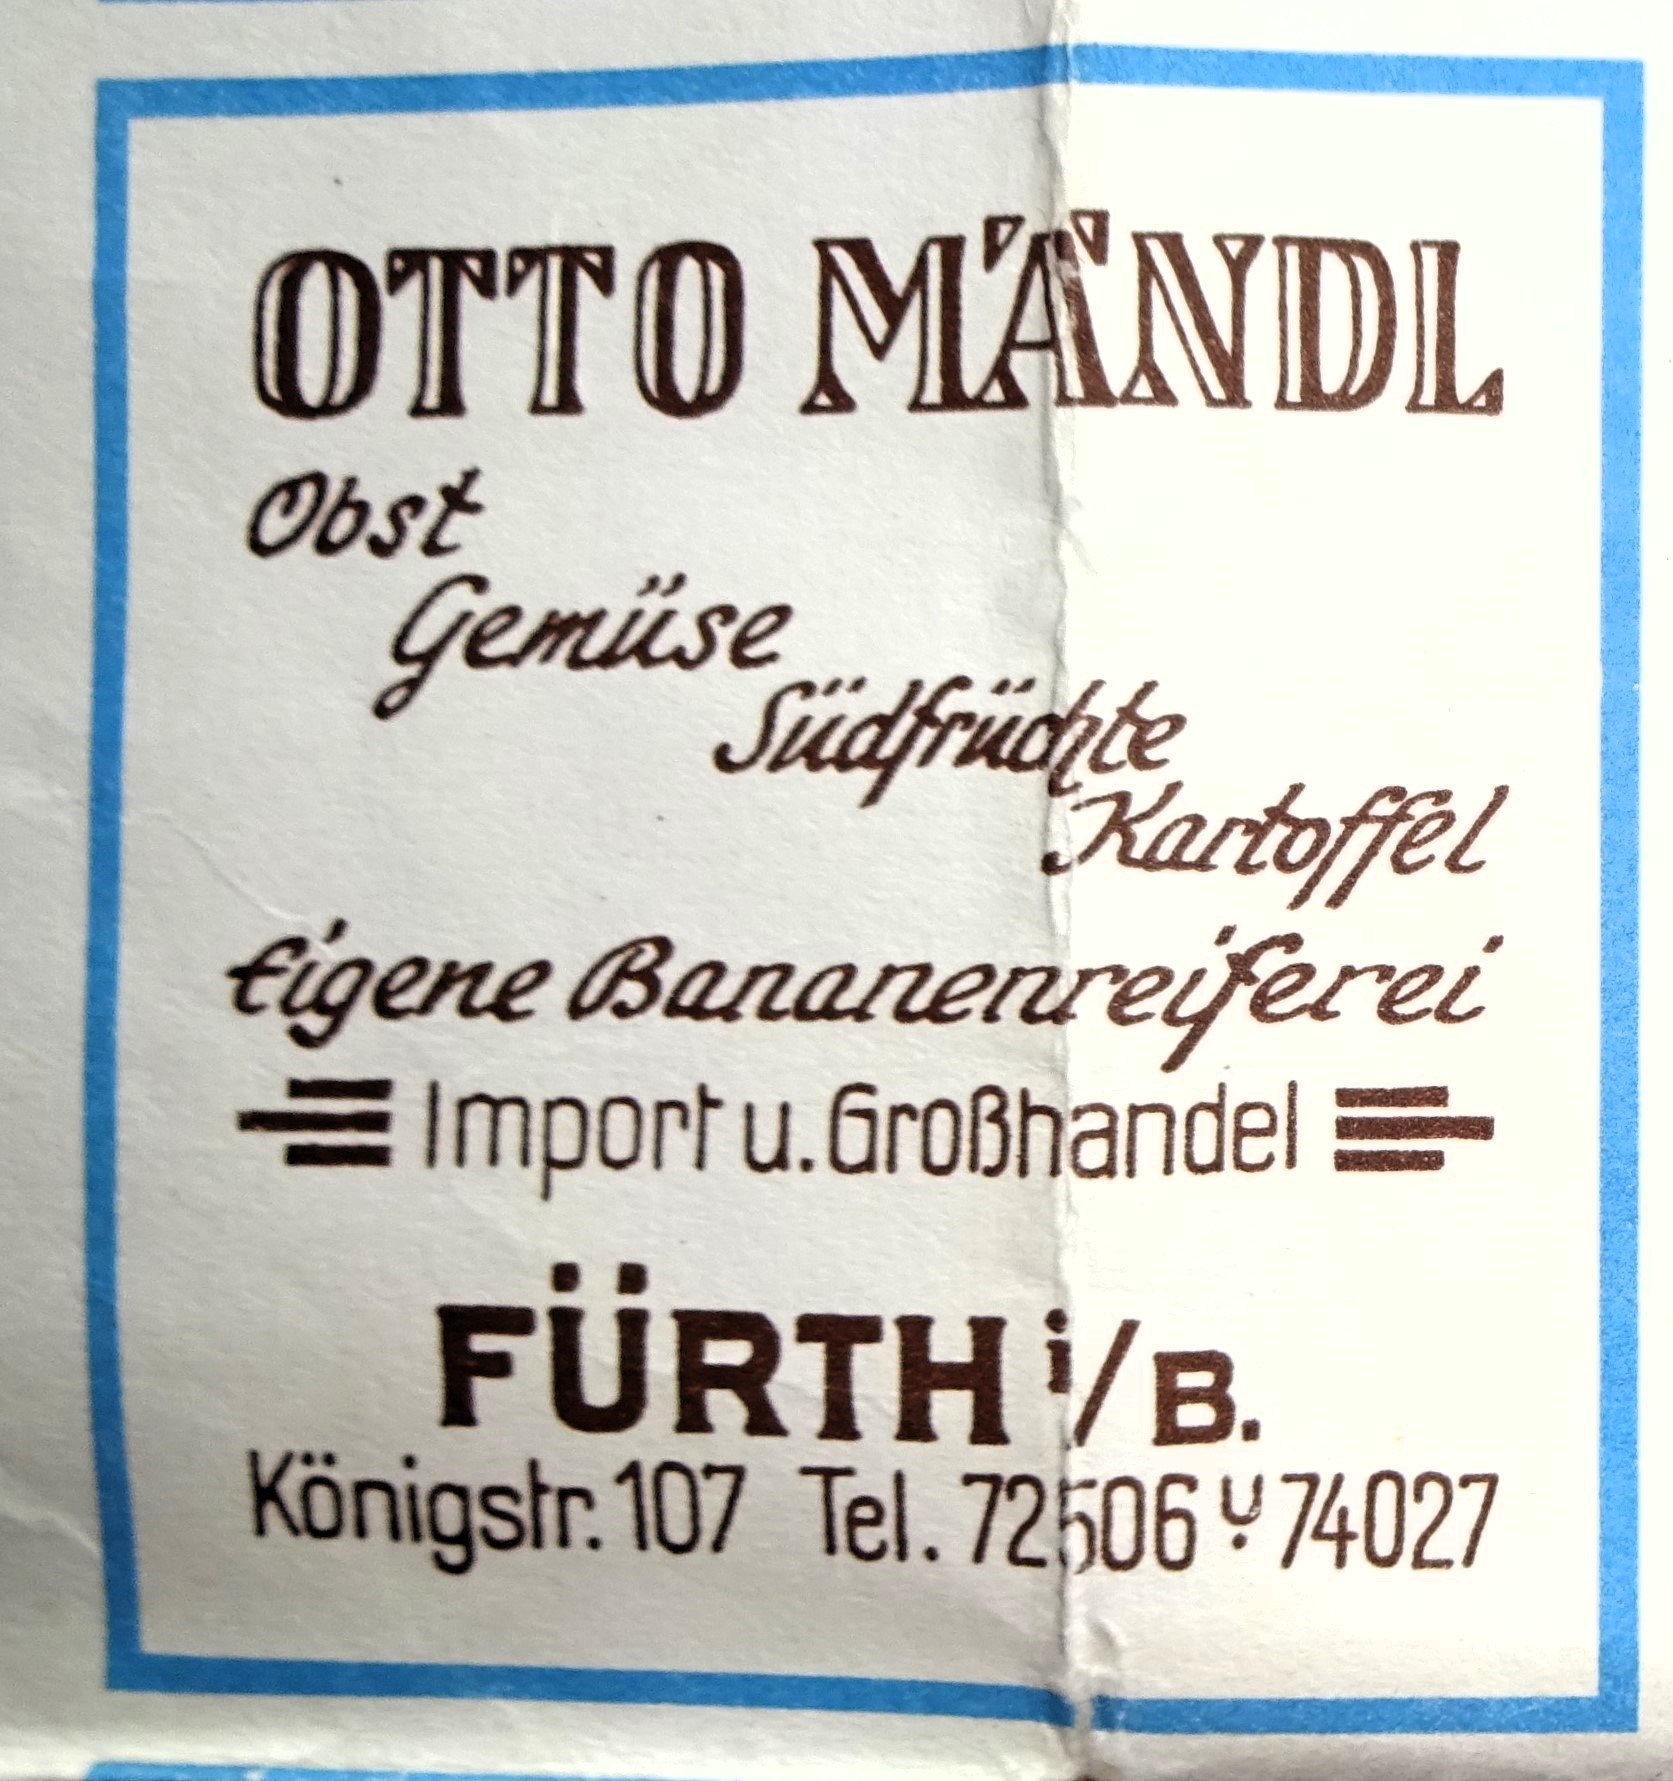 OTTO MÄNDL
Obst
Gemüse
Südfrüchte
Kartoffel
Eigene Bananenreiferei
Import u. Großhandel
FÜRTH i/B.
Königstr. 107 Tel. 72506 u. 74027